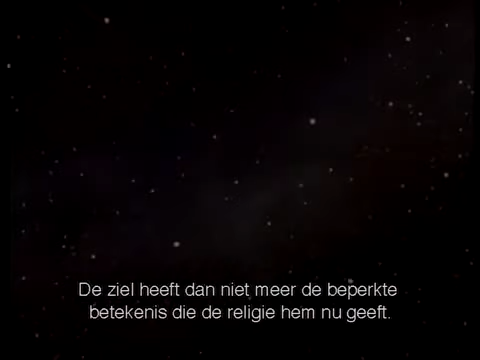 De ziel heeft dan niet meer de beperkte
betekenis die de religie hem nu geeft.